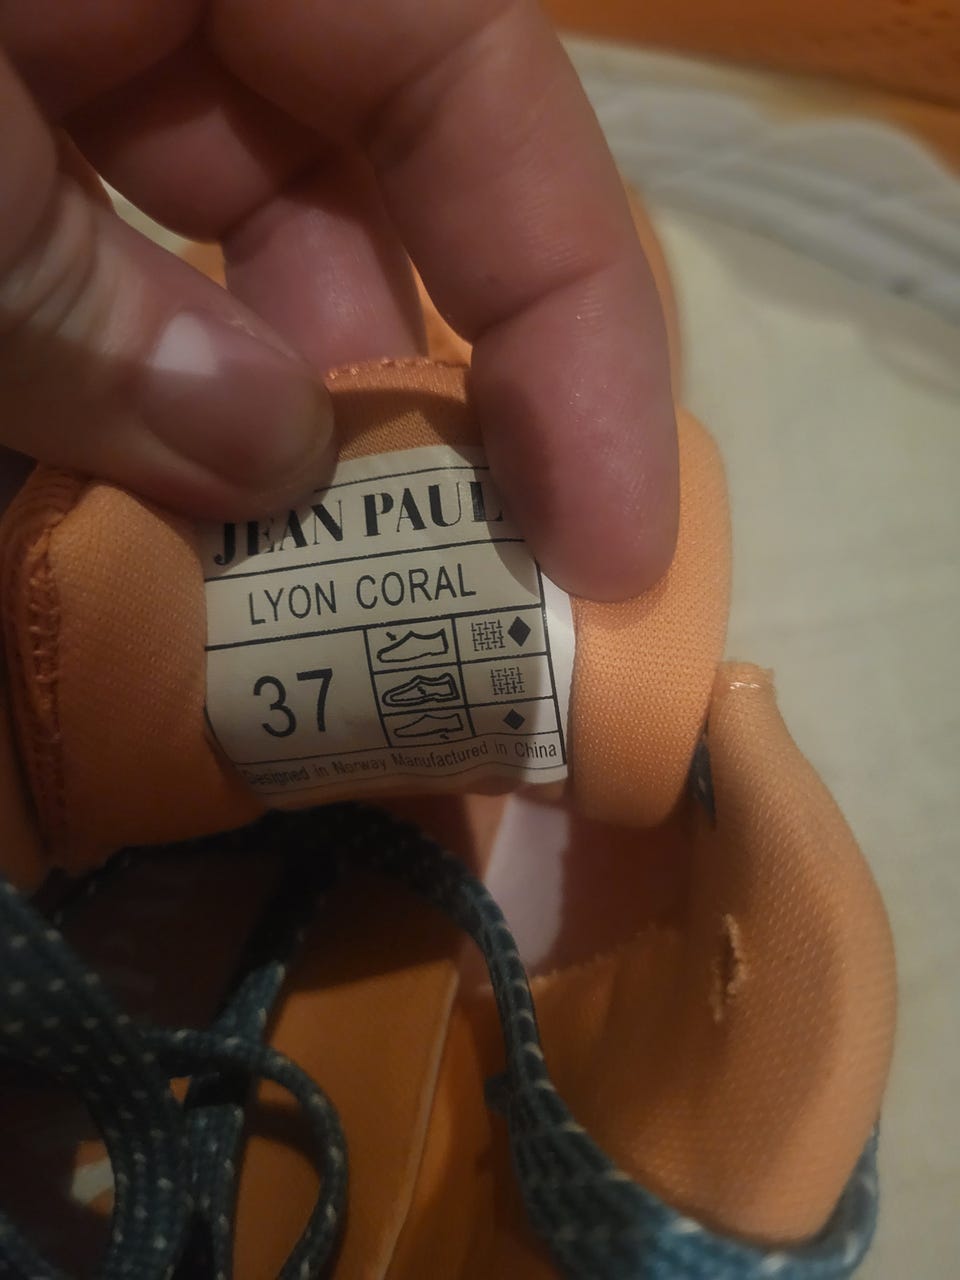 JEAN PAUL
LYON CORAL
37
Designed in Norway Manufactured in China